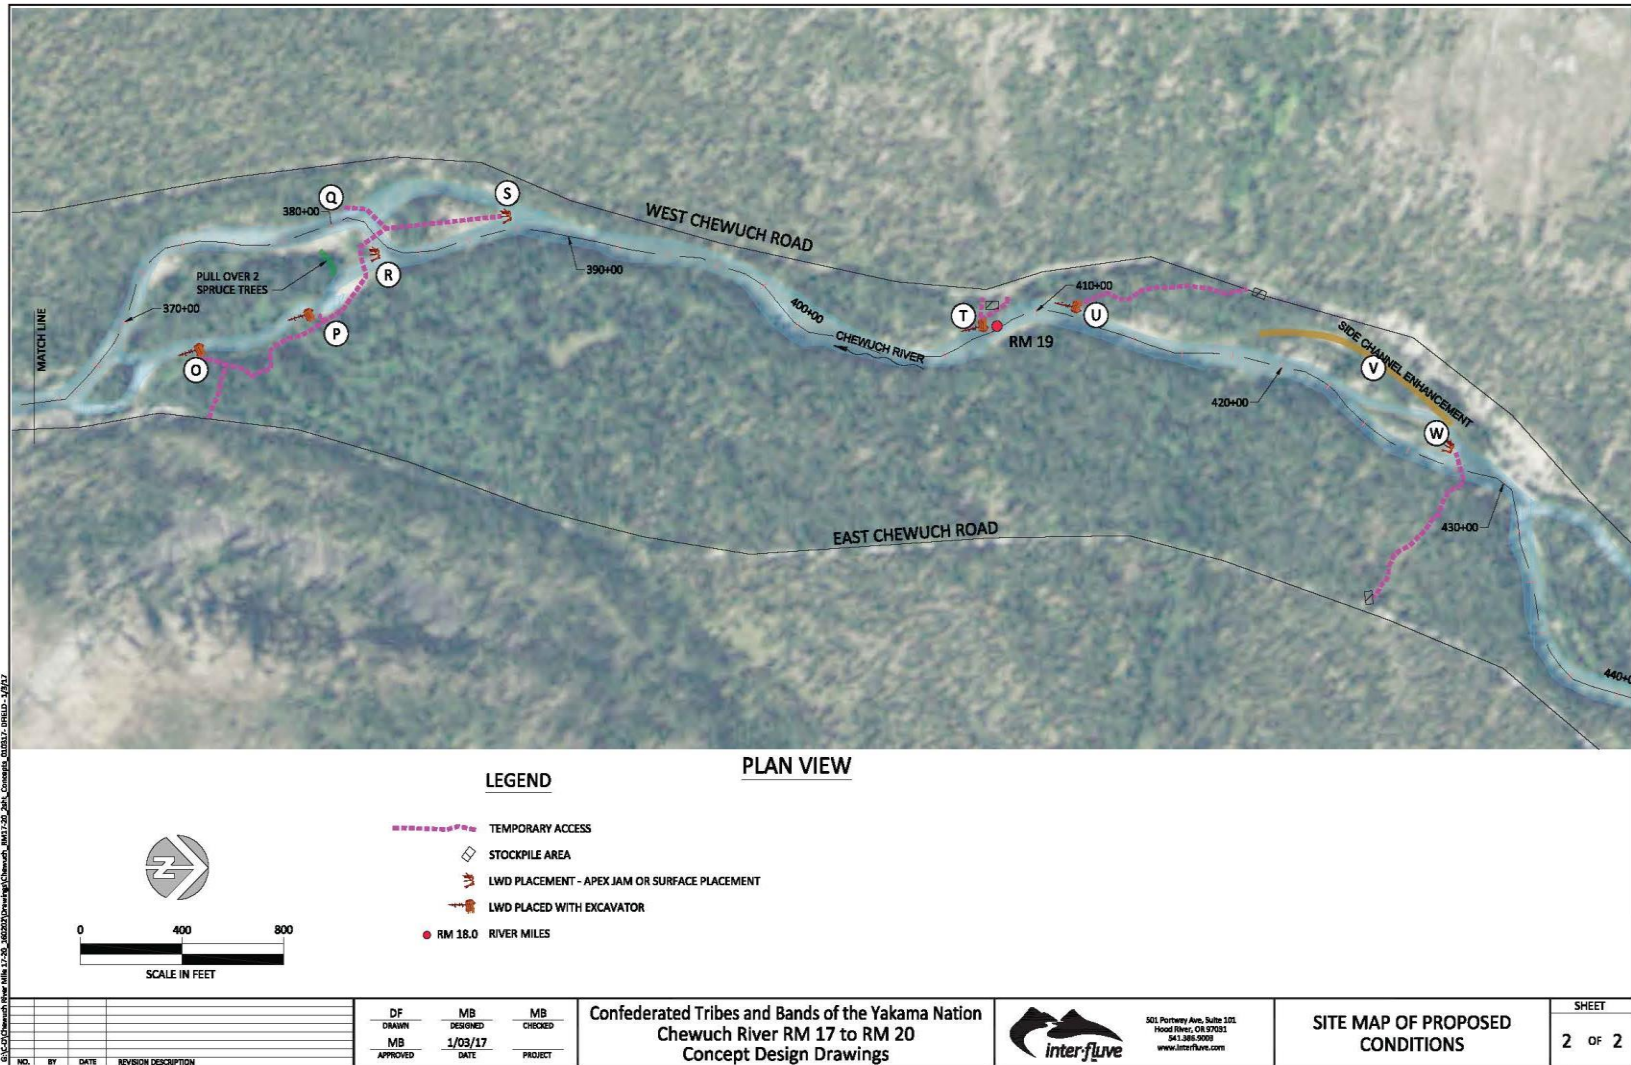 Q
380+00
S
WEST CHEWUCH ROAD
R
PULL OVER 2
SPRUCE TREES
390+00
370+00
P
O
MATCH LINE
400+00
CHEWUCH RIVER
T
RM 19
410+00
U
SIDE CHANNEL ENHANCEMENT
V
420+00
W
430+00
EAST CHEWUCH ROAD
PLAN VIEW
LEGEND
TEMPORARY ACCESS
STOCKPILE AREA
LWD PLACEMENT - APEX JAM OR SURFACE PLACEMENT
LWD PLACED WITH EXCAVATOR
RM 18.0 RIVER MILES
Z
0 400 800
SCALE IN FEET
NO. BY DATE REVISION DESCRIPTION
DF MB MB
DRAWN DESIGNED CHECKED
MB 1/03/17
APPROVED DATE PROJECT
Confederated Tribes and Bands of the Yakama Nation
Chewuch River RM 17 to RM 20
Concept Design Drawings
inter-fluve
501 Portway Ave, Suite 101
Hood River, OR 97031
541.386.9003
www.interfluve.com
SITE MAP OF PROPOSED
CONDITIONS
SHEET
2 OF 2